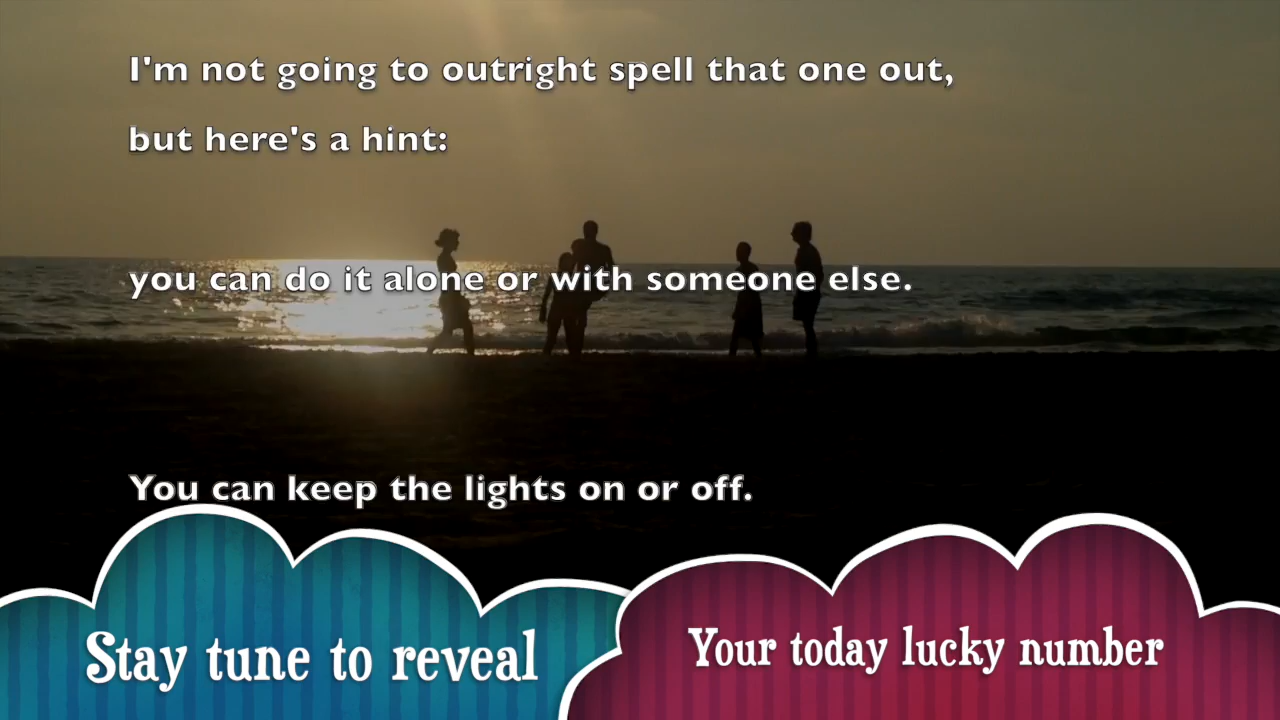 I'm not going to outright spell that one out,
but here's a hint:
you can do it alone or with someone else.
You can keep the lights on or off.
Stay tune to reveal
Your today lucky number